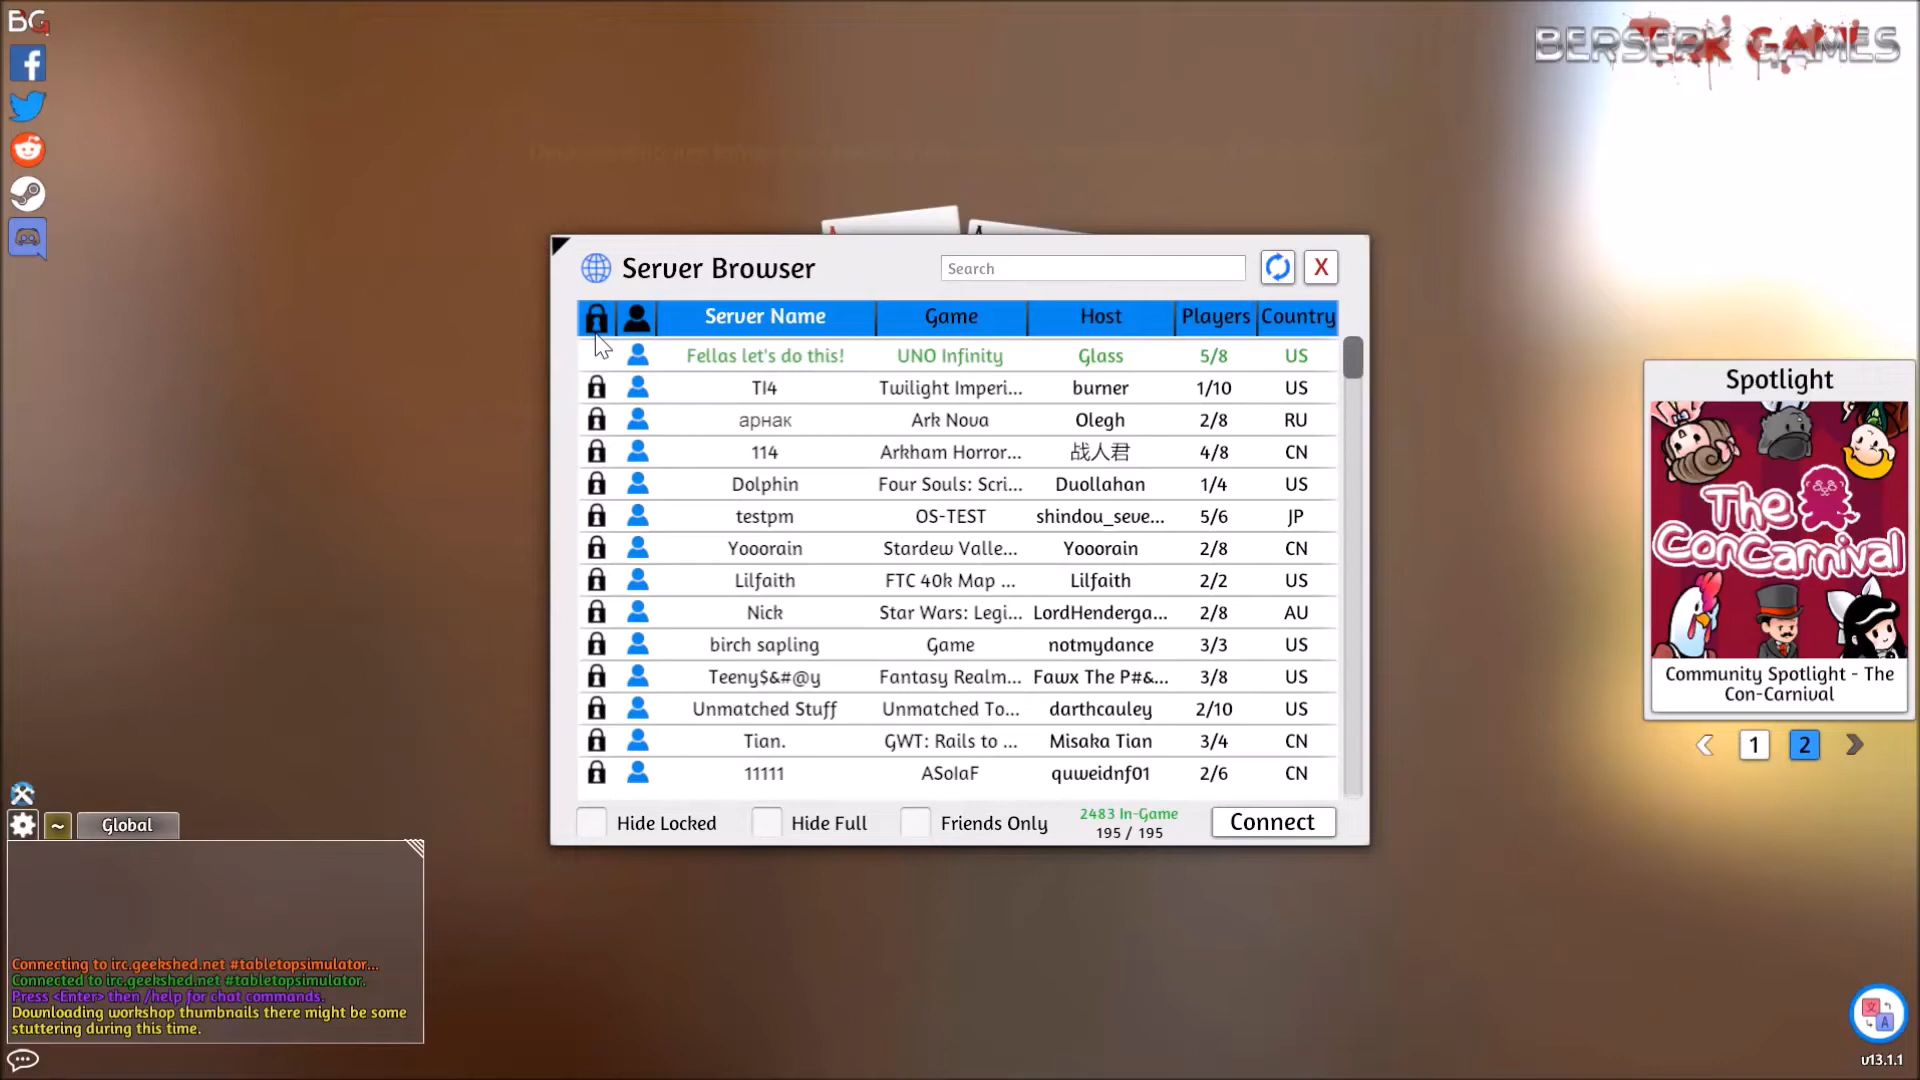 BG
BERSERK GAMES
Server Browser
Search
X
Server Name Game Host Players Country
Fellas let's do this! UNO Infinity Glass 5/8 US
TI4 Twilight Imperi... burner 1/10 US
арнак Ark Nova Olegh 2/8 RU
114 Arkham Horror... 战人君 4/8 CN
Dolphin Four Souls: Scri... Duollahan 1/4 US
testpm OS-TEST shindou_seve... 5/6 JP
Yooorain Stardew Valle... Yooorain 2/8 CN
Lilfaith FTC 40k Map ... Lilfaith 2/2 US
Nick Star Wars: Legi... LordHenderga... 2/8 AU
birch sapling Game notmydance 3/3 US
Teeny$&#@y Fantasy Realm... Fawx The P#&... 3/8 US
Unmatched Stuff Unmatched To... darthcauley 2/10 US
Tian. GWT: Rails to ... Misaka Tian 3/4 CN
11111 ASoIaF quweidnf01 2/6 CN
Hide Locked Hide Full Friends Only 2483 In-Game
195 / 195
Connect
Spotlight
The
ConCarnival
Community Spotlight - The
Con-Carnival
1 2
~ Global
Connecting to irc.geekshed.net #tabletopsimulator...
Connected to irc.geekshed.net #tabletopsimulator.
Press <Enter> then /help for chat commands.
Downloading workshop thumbnails there might be some
stuttering during this time.
文 A
v13.1.1